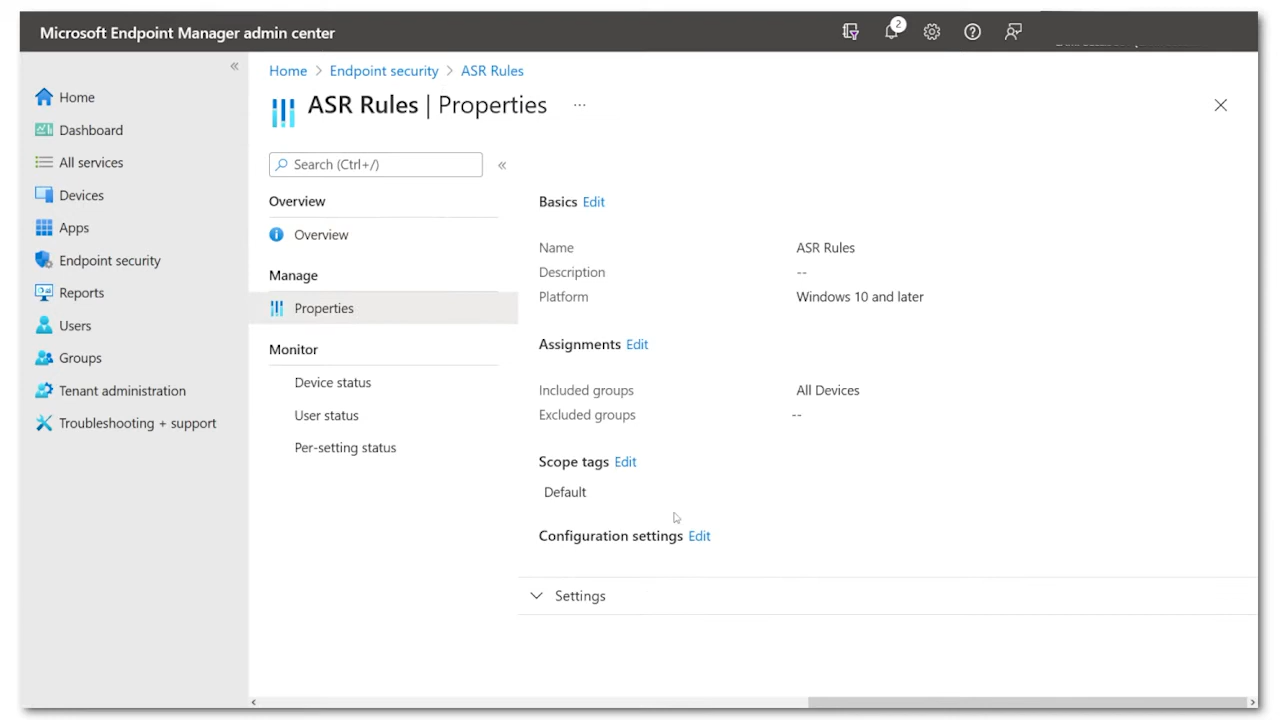 Microsoft Endpoint Manager admin center
2
Home
Dashboard
All services
Devices
Apps
Endpoint security
Reports
Users
Groups
Tenant administration
Troubleshooting + support
Home > Endpoint security > ASR Rules
ASR Rules | Properties ...
Search (Ctrl+/)
Overview
Overview
Manage
Properties
Monitor
Device status
User status
Per-setting status
Basics Edit
Name ASR Rules
Description --
Platform Windows 10 and later
Assignments Edit
Included groups All Devices
Excluded groups --
Scope tags Edit
Default
Configuration settings Edit
Settings